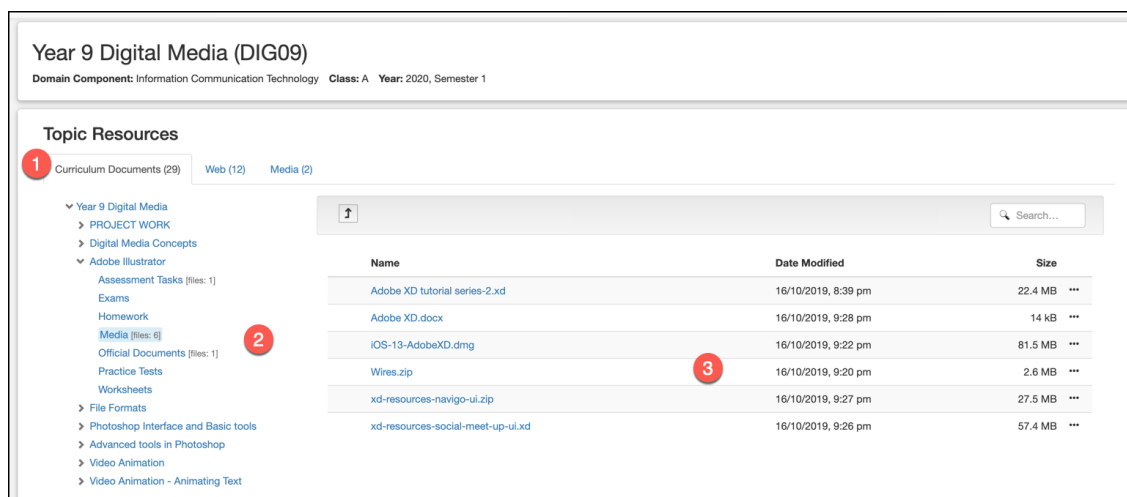 Year 9 Digital Media (DIG09)
Domain Component: Information Communication Technology Class: A Year: 2020, Semester 1
Topic Resources
1
Curriculum Documents (29) Web (12) Media (2)
Year 9 Digital Media
PROJECT WORK
Digital Media Concepts
Adobe Illustrator
Assessment Tasks [files: 1]
Exams
Homework
Media [files: 6]
2
Official Documents [files: 1]
Practice Tests
Worksheets
File Formats
Photoshop Interface and Basic tools
Advanced tools in Photoshop
Video Animation
Video Animation - Animating Text
Search...
Name Date Modified Size
Adobe XD tutorial series-2.xd 16/10/2019, 8:39 pm 22.4 MB
Adobe XD.docx 16/10/2019, 9:28 pm 14 kB
iOS-13-AdobeXD.dmg 16/10/2019, 9:22 pm 81.5 MB
Wires.zip 3 16/10/2019, 9:20 pm 2.6 MB
xd-resources-navigo-ui.zip 16/10/2019, 9:27 pm 27.5 MB
xd-resources-social-meet-up-ui.xd 16/10/2019, 9:26 pm 57.4 MB